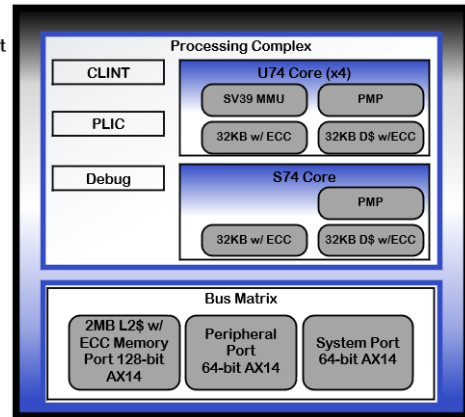 t
Processing Complex
CLINT
PLIC
Debug
U74 Core (x4)
SV39 MMU
PMP
32KB w/ ECC
32KB D$ w/ECC
S74 Core
PMP
32KB w/ ECC
32KB D$ w/ECC
Bus Matrix
2MB L2$ w/
ECC Memory
Port 128-bit
AX14
Peripheral
Port
64-bit AX14
System Port
64-bit AX14